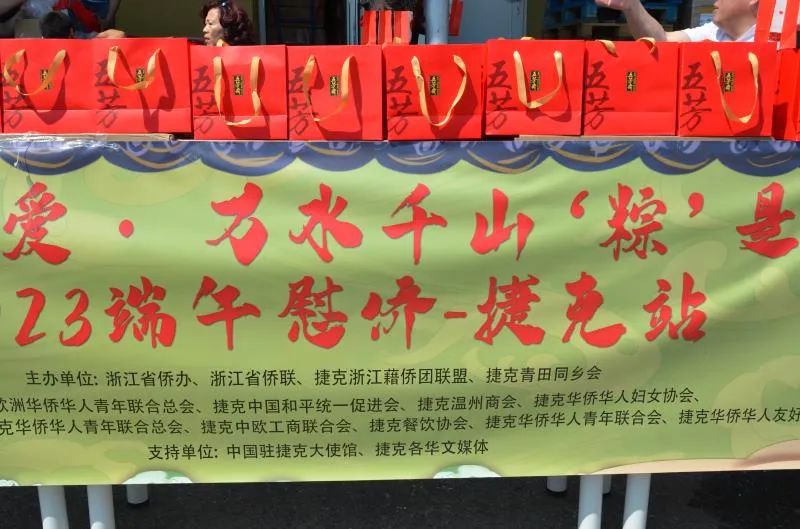 五芳 五芳 五芳 五芳 五芳 五芳 五芳 五芳
爱·万水千山‘粽’是
23端午慰侨-捷克站
主办单位: 浙江省侨办、浙江省侨联、捷克浙江籍侨团联盟、捷克青田同乡会
欧洲华侨华人青年联合总会、捷克中国和平统一促进会、捷克温州商会、捷克华侨华人妇女协会、
克华侨华人青年联合总会、捷克中欧工商联合会、捷克餐饮协会、捷克华侨华人青年联合会、捷克华侨华人友好
支持单位: 中国驻捷克大使馆、捷克各华文媒体